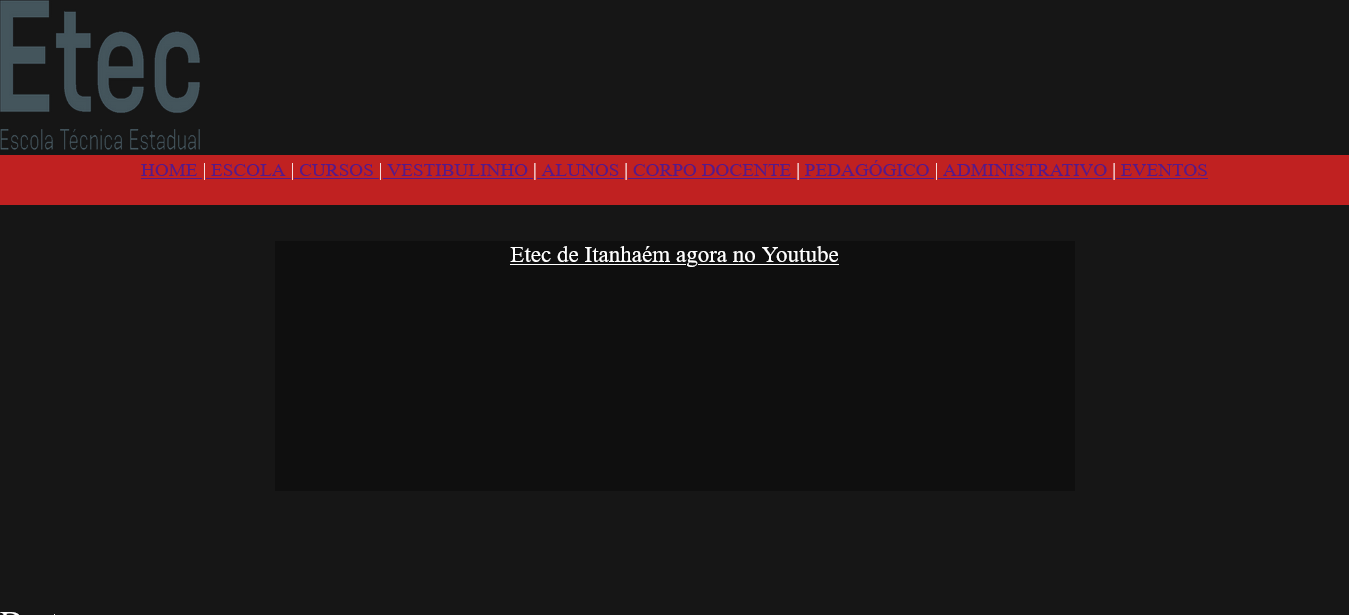 Etec
Escola Técnica Estadual
HOME | ESCOLA | CURSOS | VESTIBULINHO | ALUNOS | CORPO DOCENTE | PEDAGÓGICO | ADMINISTRATIVO | EVENTOS
Etec de Itanhaém agora no Youtube